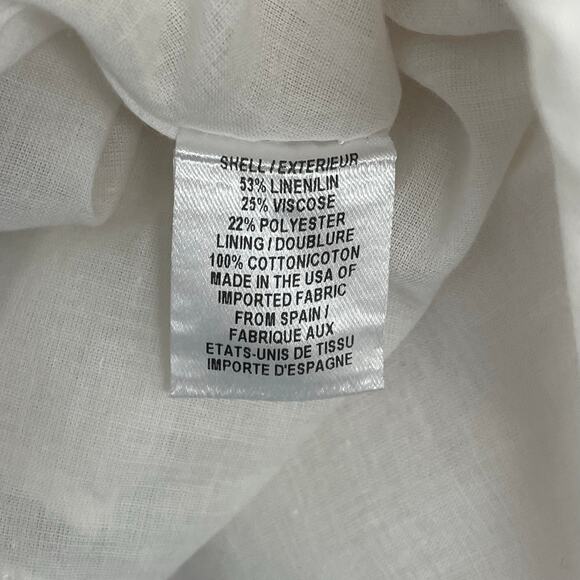 SHELL / EXTERIEUR
53% LINEN/LIN
25% VISCOSE
22% POLYESTER
LINING / DOUBLURE
100% COTTON/COTON
MADE IN THE USA OF
IMPORTED FABRIC
FROM SPAIN /
FABRIQUE AUX
ETATS-UNIS DE TISSU
IMPORTE D'ESPAGNE